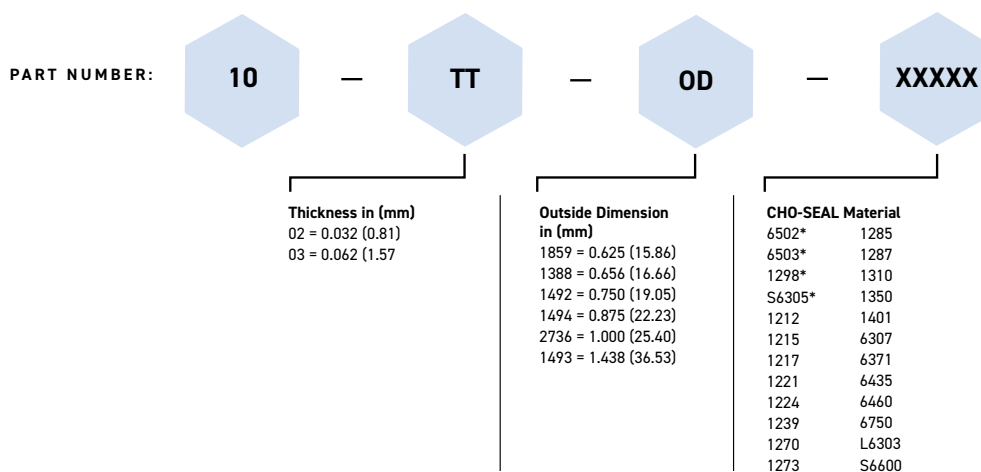 PART NUMBER: 10 — TT — OD — XXXXX
Thickness in (mm)
02 = 0.032 (0.81)
03 = 0.062 (1.57
Outside Dimension
in (mm)
1859 = 0.625 (15.86)
1388 = 0.656 (16.66)
1492 = 0.750 (19.05)
1494 = 0.875 (22.23)
2736 = 1.000 (25.40)
1493 = 1.438 (36.53)
CHO-SEAL Material
6502* 1285
6503* 1287
1298* 1310
S6305* 1350
1212 1401
1215 6307
1217 6371
1221 6435
1224 6460
1239 6750
1270 L6303
1273 S6600